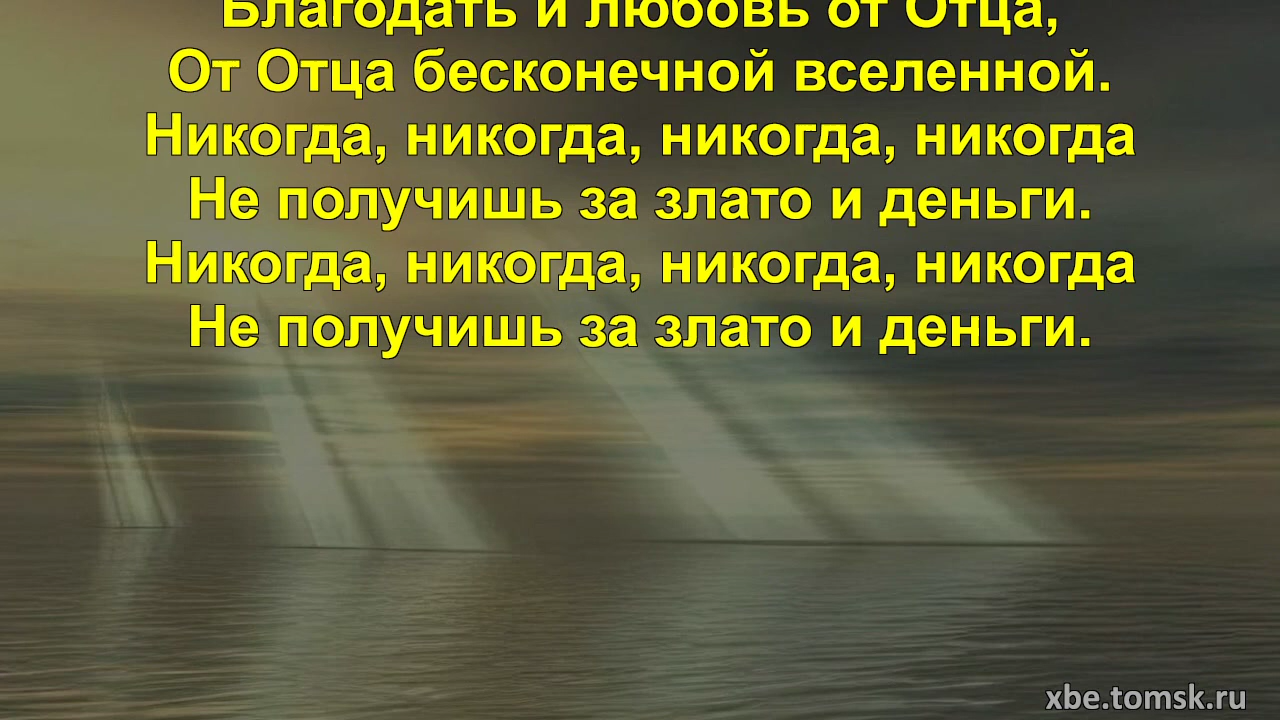 Благодать и любовь от Отца,
От Отца бесконечной вселенной.
Никогда, никогда, никогда, никогда
Не получишь за злато и деньги.
Никогда, никогда, никогда, никогда
Не получишь за злато и деньги.
xbe.tomsk.ru